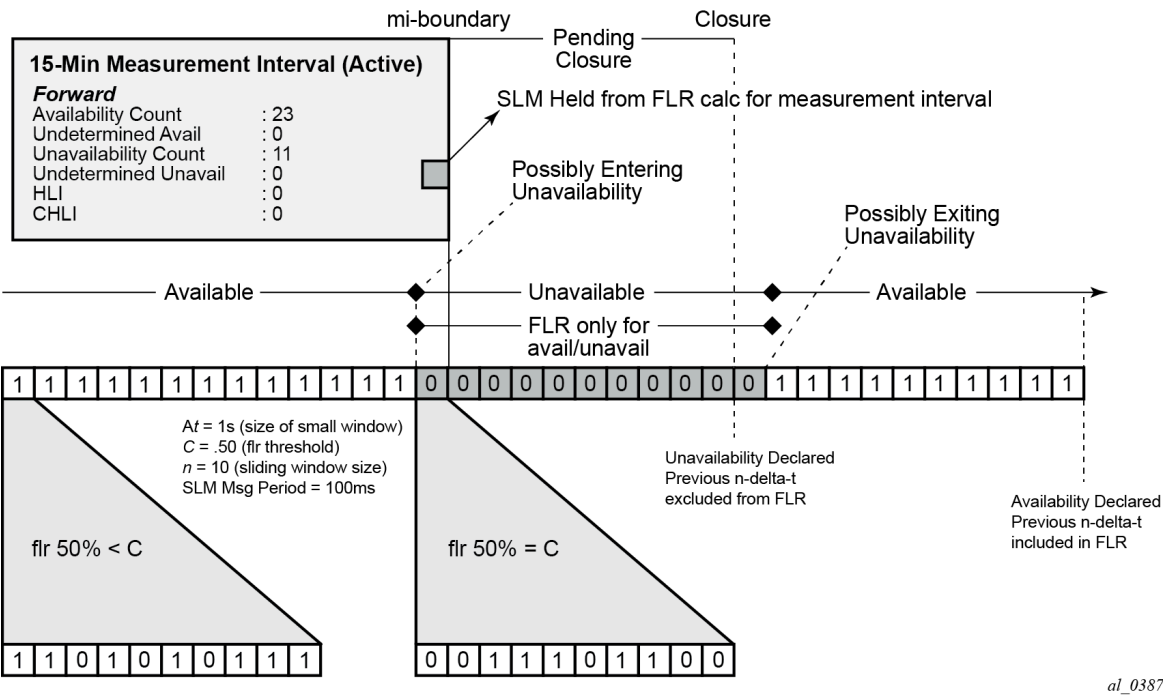 mi-boundary
Closure
Pending
Closure
15-Min Measurement Interval (Active)
Forward
Availability Count : 23
Undetermined Avail : 0
Unavailability Count : 11
Undetermined Unavail : 0
HLI : 0
CHLI : 0
SLM Held from FLR calc for measurement interval
Possibly Entering
Unavailability
Possibly Exiting
Unavailability
Available
Unavailable
Available
FLR only for
avail/unavail
1 1 1 1 1 1 1 1 1 1 1 1 1 0 0 0 0 0 0 0 0 0 0 0 1 1 1 1 1 1 1 1 1 1
At = 1s (size of small window)
C = .50 (flr threshold)
n = 10 (sliding window size)
SLM Msg Period = 100ms
Unavailability Declared
Previous n-delta-t
excluded from FLR
Availability Declared
Previous n-delta-t
included in FLR
flr 50% < C
flr 50% = C
1 1 0 1 0 1 0 1 1 1
0 0 1 1 1 0 1 1 0 0
al_0387